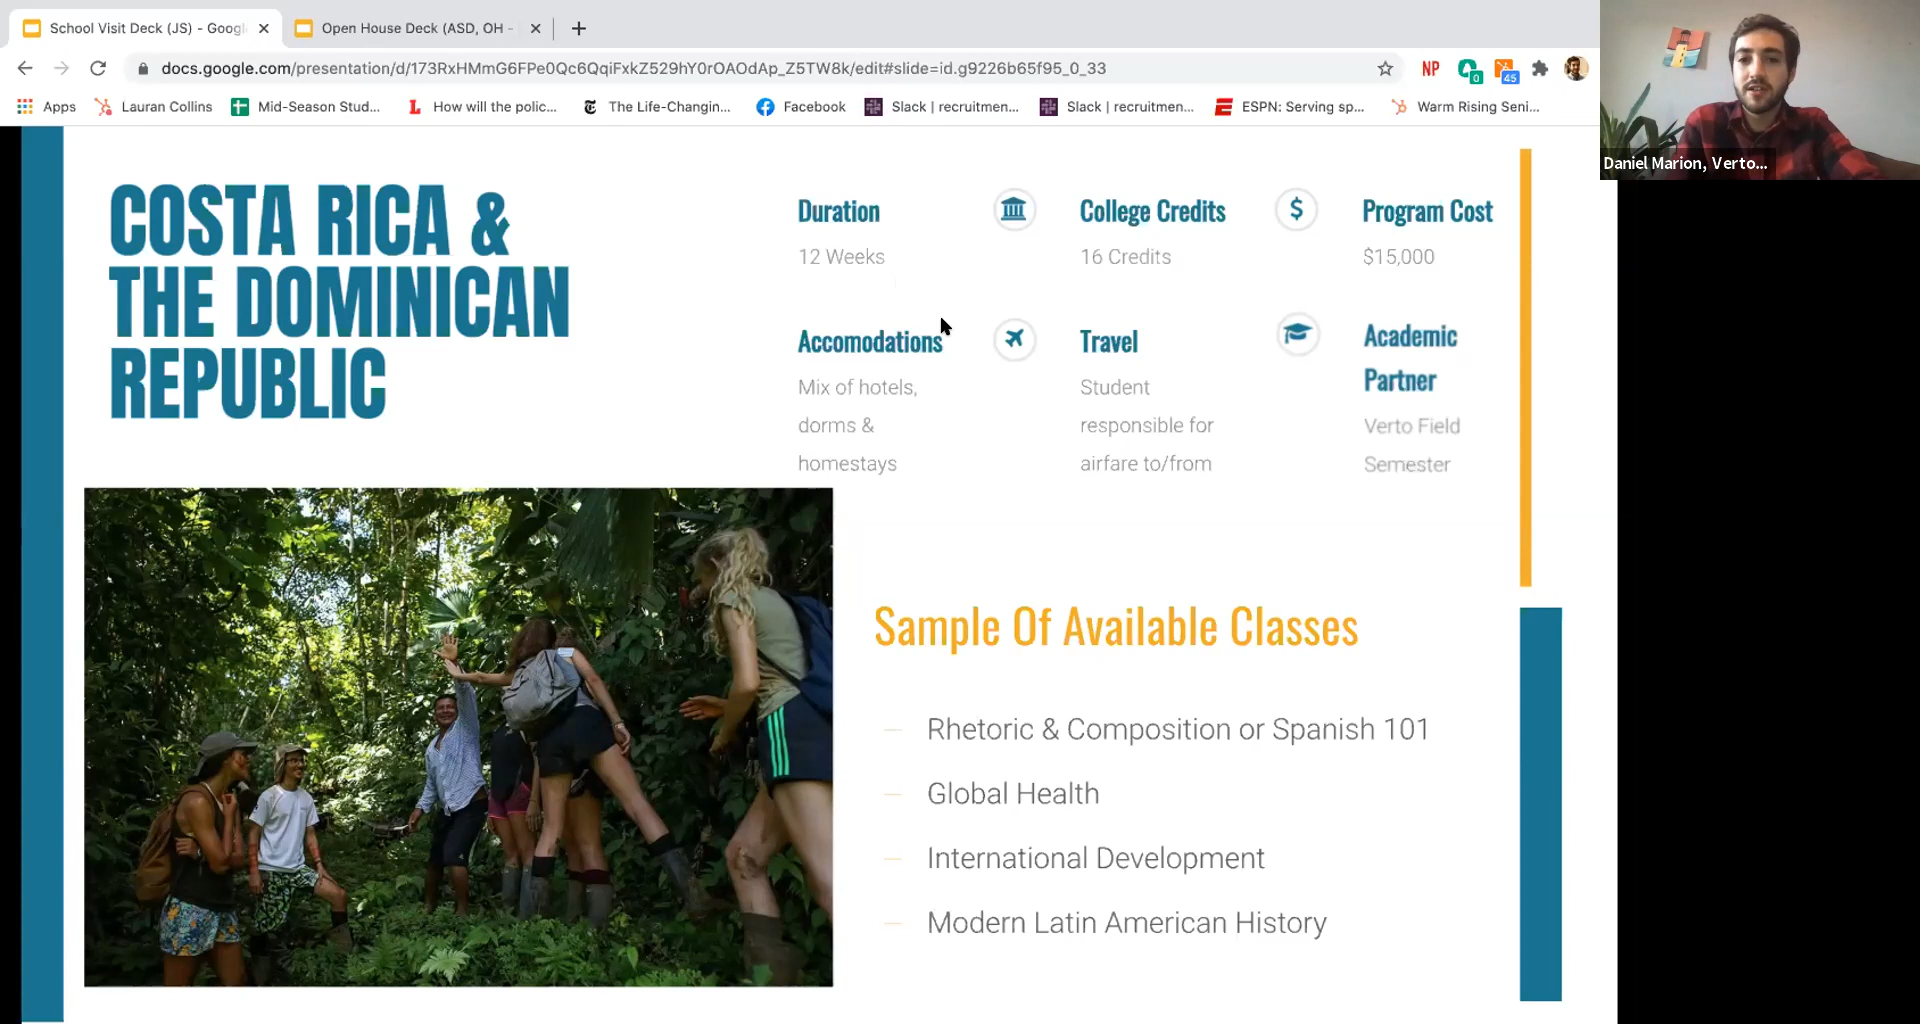 School Visit Deck (JS) - Googl
Open House Deck (ASD, OH -
docs.google.com/presentation/d/173RxHMmG6FPe0Qc6QqiFxkZ529hY0rOAOdAp_Z5TW8k/edit#slide=id.g9226b65f95_0_33
NP
0
45
Apps
Lauran Collins
Mid-Season Stud...
L
How will the polic...
The Life-Changin...
Facebook
Slack | recruitmen...
Slack | recruitmen...
ESPN: Serving sp...
Warm Rising Seni...
Daniel Marion, Verto...
COSTA RICA &
THE DOMINICAN
REPUBLIC
Duration
12 Weeks
College Credits
16 Credits
$
Program Cost
$15,000
Accomodations
Mix of hotels,
dorms &
homestays
Travel
Student
responsible for
airfare to/from
Academic
Partner
Verto Field
Semester
Sample Of Available Classes
— Rhetoric & Composition or Spanish 101
— Global Health
— International Development
— Modern Latin American History